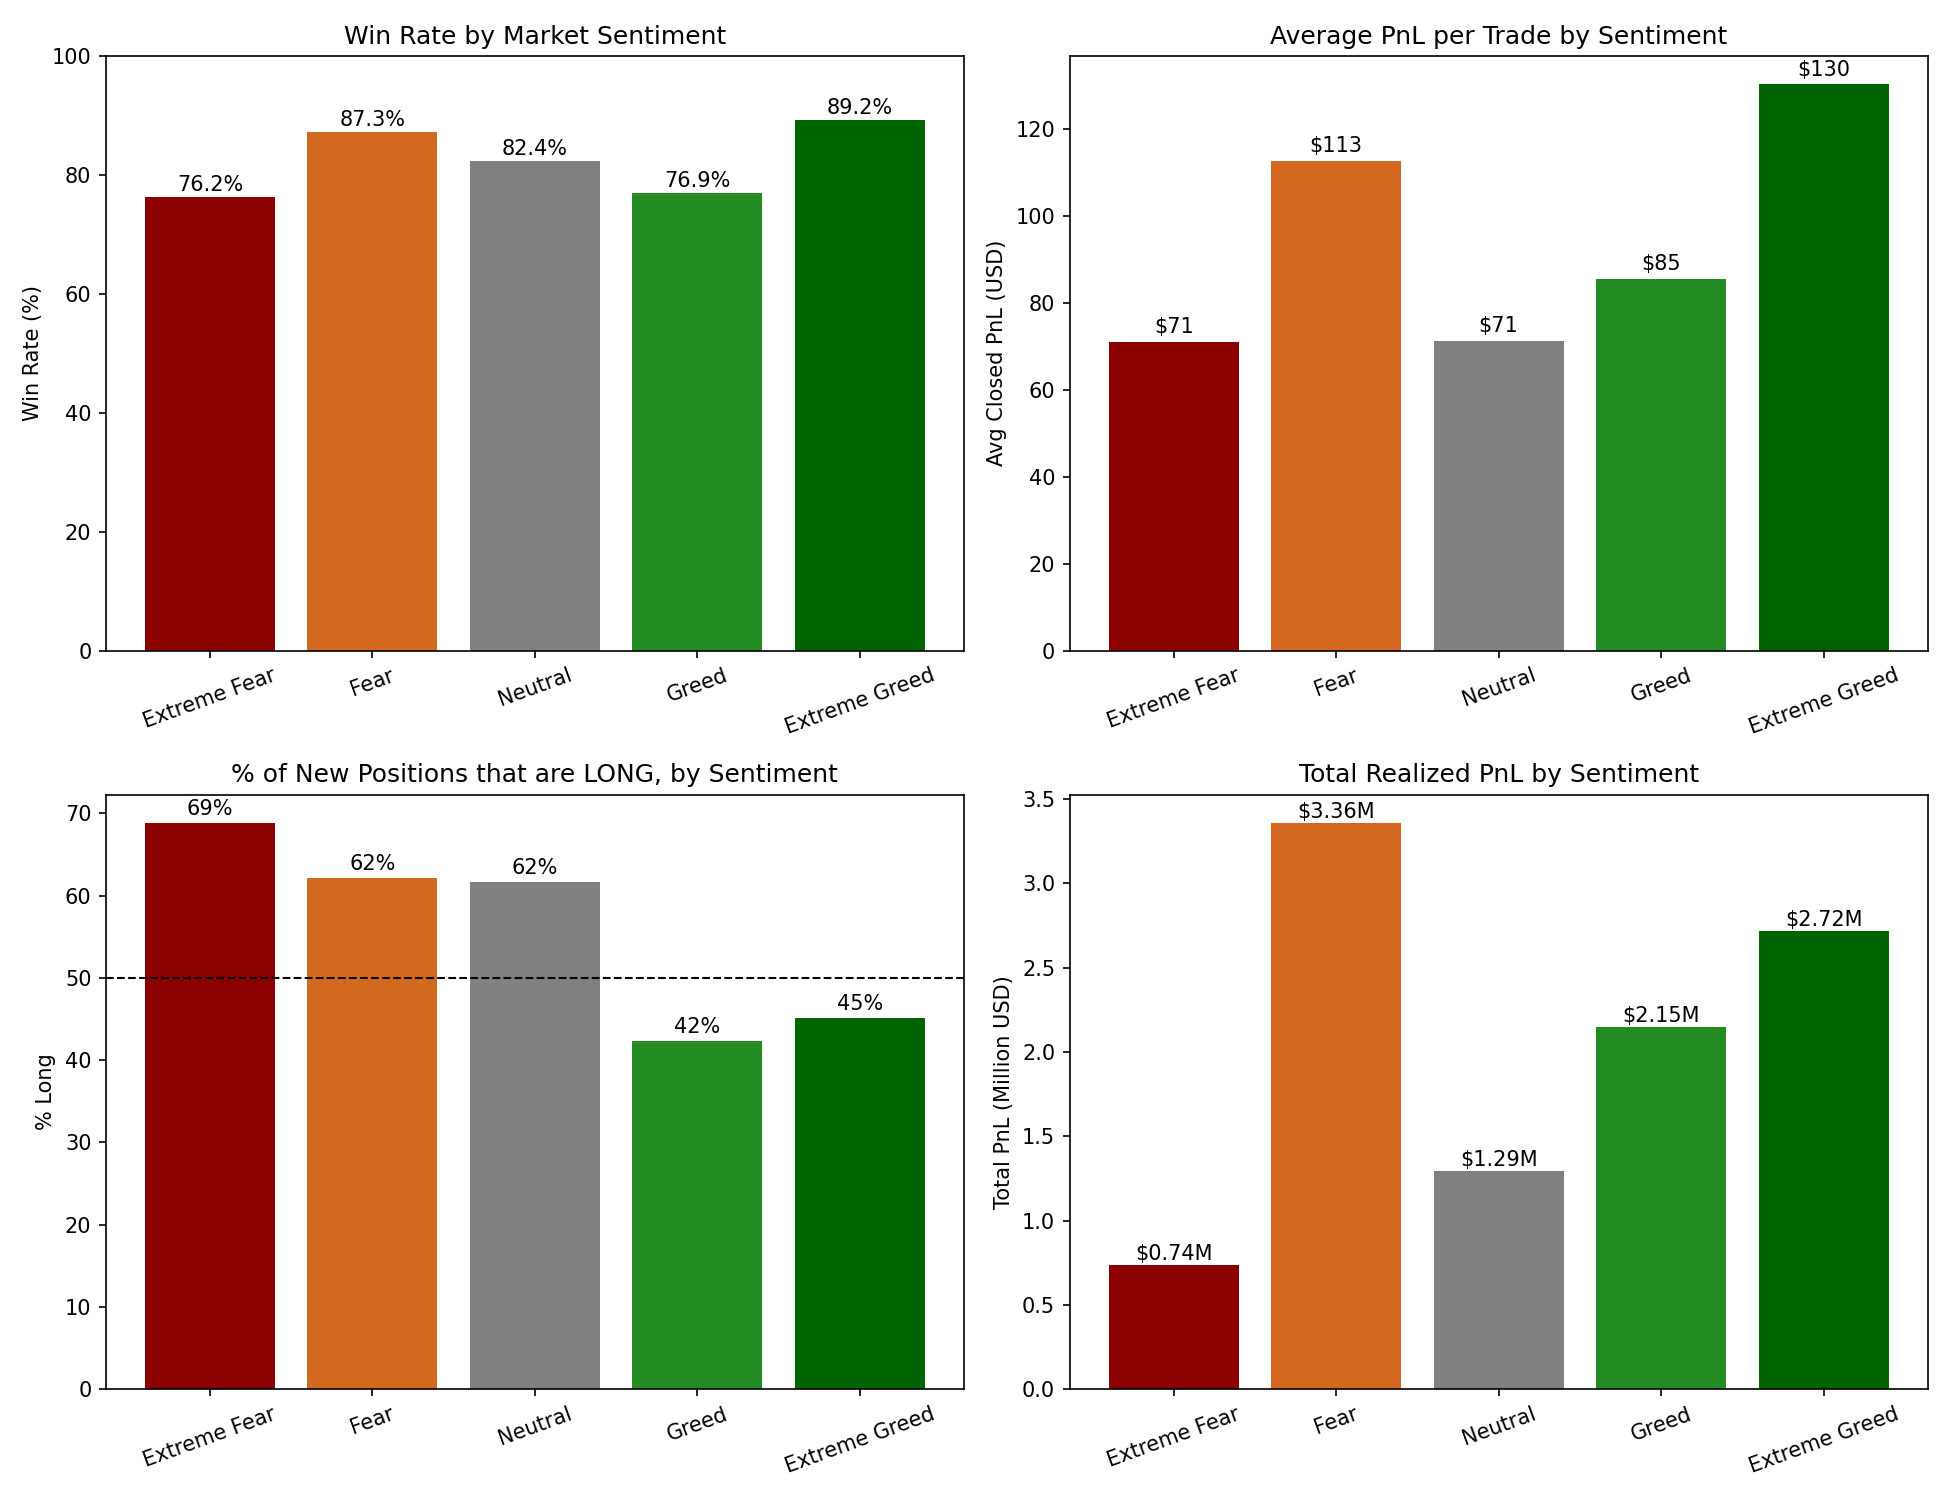 Win Rate by Market Sentiment
Win Rate (%)
100
80
60
40
20
0
76.2%
87.3%
82.4%
76.9%
89.2%
Extreme Fear
Fear
Neutral
Greed
Extreme Greed
Average PnL per Trade by Sentiment
Avg Closed PnL (USD)
120
100
80
60
40
20
0
$71
$113
$71
$85
$130
Extreme Fear
Fear
Neutral
Greed
Extreme Greed
% of New Positions that are LONG, by Sentiment
% Long
70
60
50
40
30
20
10
0
69%
62%
62%
42%
45%
Extreme Fear
Fear
Neutral
Greed
Extreme Greed
Total Realized PnL by Sentiment
Total PnL (Million USD)
3.5
3.0
2.5
2.0
1.5
1.0
0.5
0.0
$0.74M
$3.36M
$1.29M
$2.15M
$2.72M
Extreme Fear
Fear
Neutral
Greed
Extreme Greed